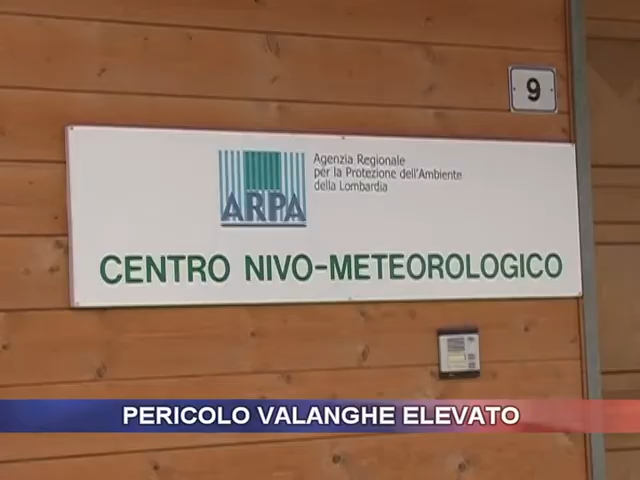 9
Agenzia Regionale
per la Protezione dell'Ambiente
della Lombardia
ARPA
CENTRO NIVO-METEOROLOGICO
PERICOLO VALANGHE ELEVATO